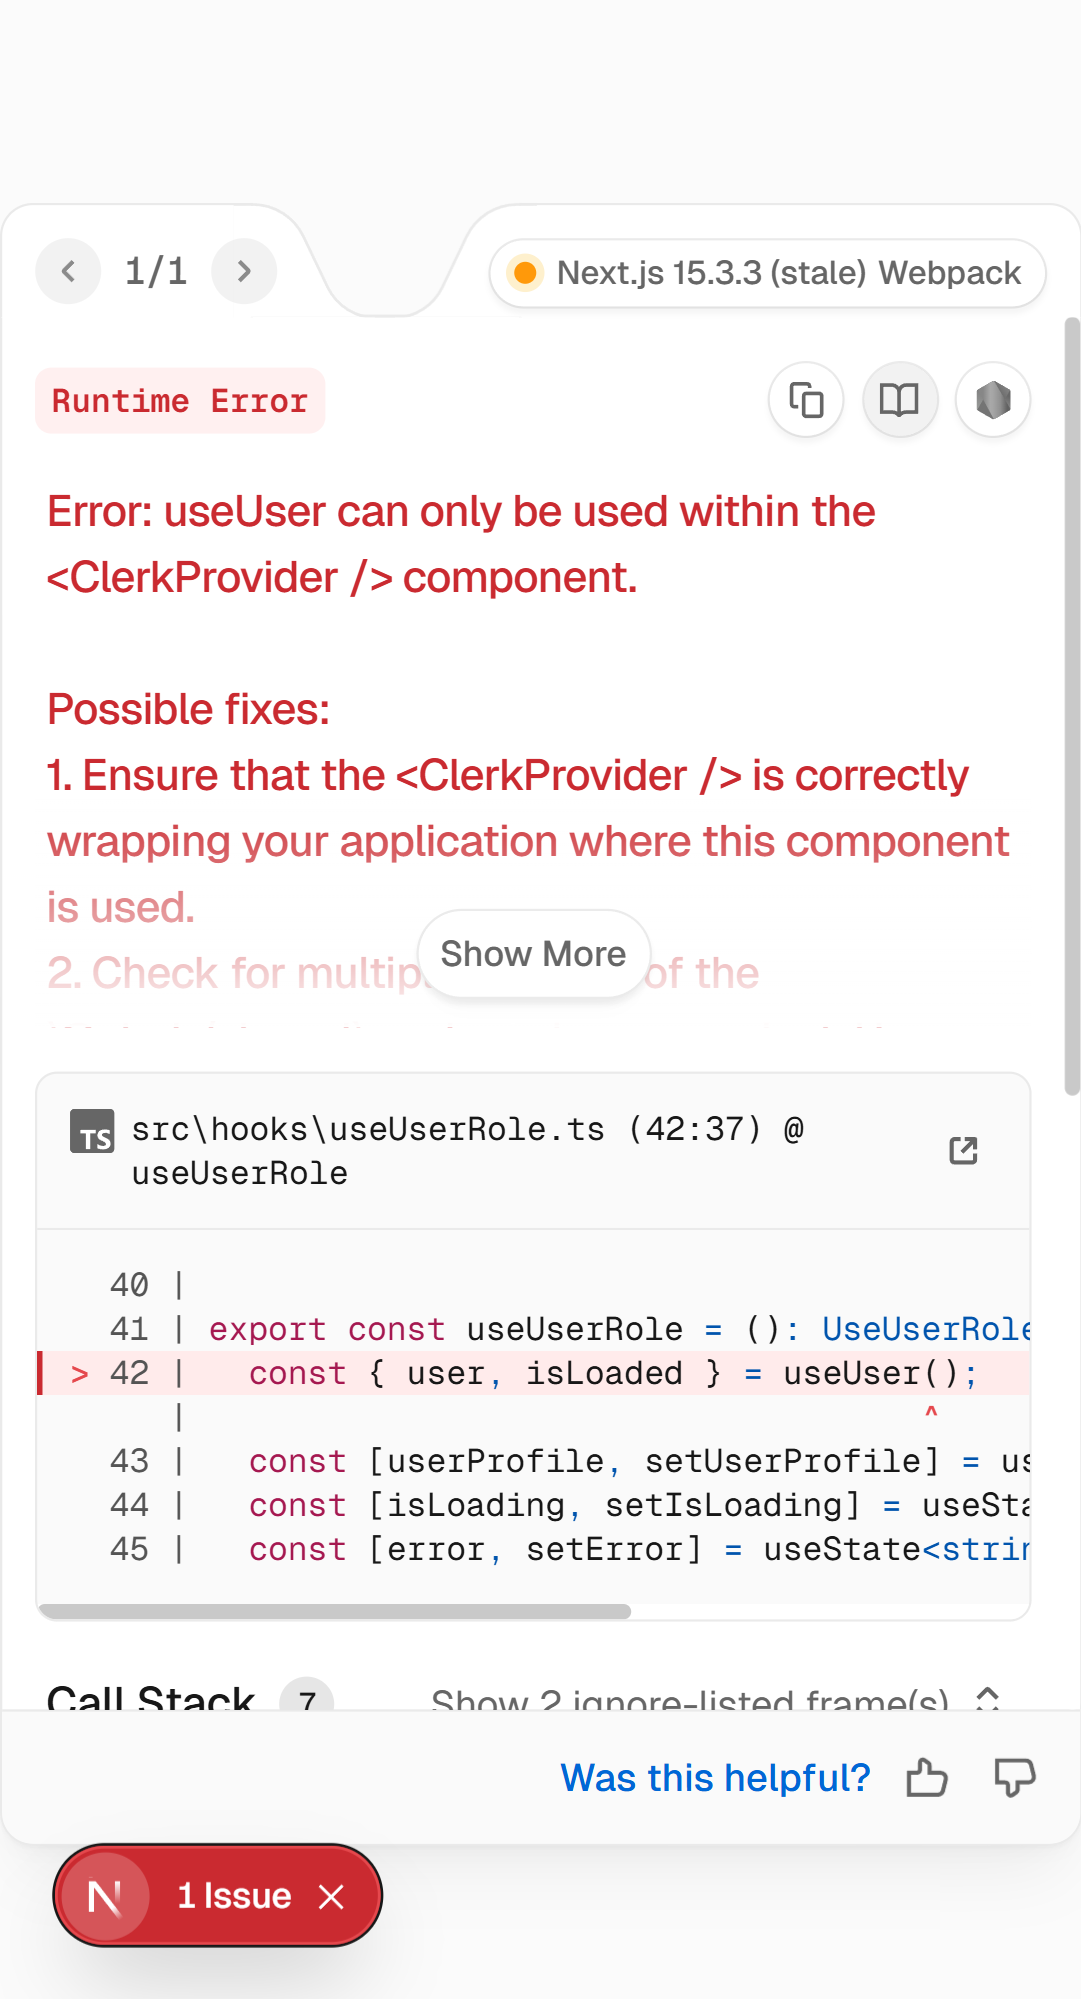 1/1
Next.js 15.3.3 (stale) Webpack
Runtime Error
Error: useUser can only be used within the
<ClerkProvider /> component.
Possible fixes:
1. Ensure that the <ClerkProvider /> is correctly
wrapping your application where this component
is used.
2. Check for of the
Show More
TS
src\hooks\useUserRole.ts (42:37) @
useUserRole
40 |
41 | export const useUserRole = (): UseUserRole
> 42 |   const { user, isLoaded } = useUser();
|                                     ^
43 |   const [userProfile, setUserProfile] = us
44 |   const [isLoading, setIsLoading] = useSta
45 |   const [error, setError] = useState<strin
Call Stack 7
Show 2 ignore-listed frame(s)
Was this helpful?
N 1 Issue